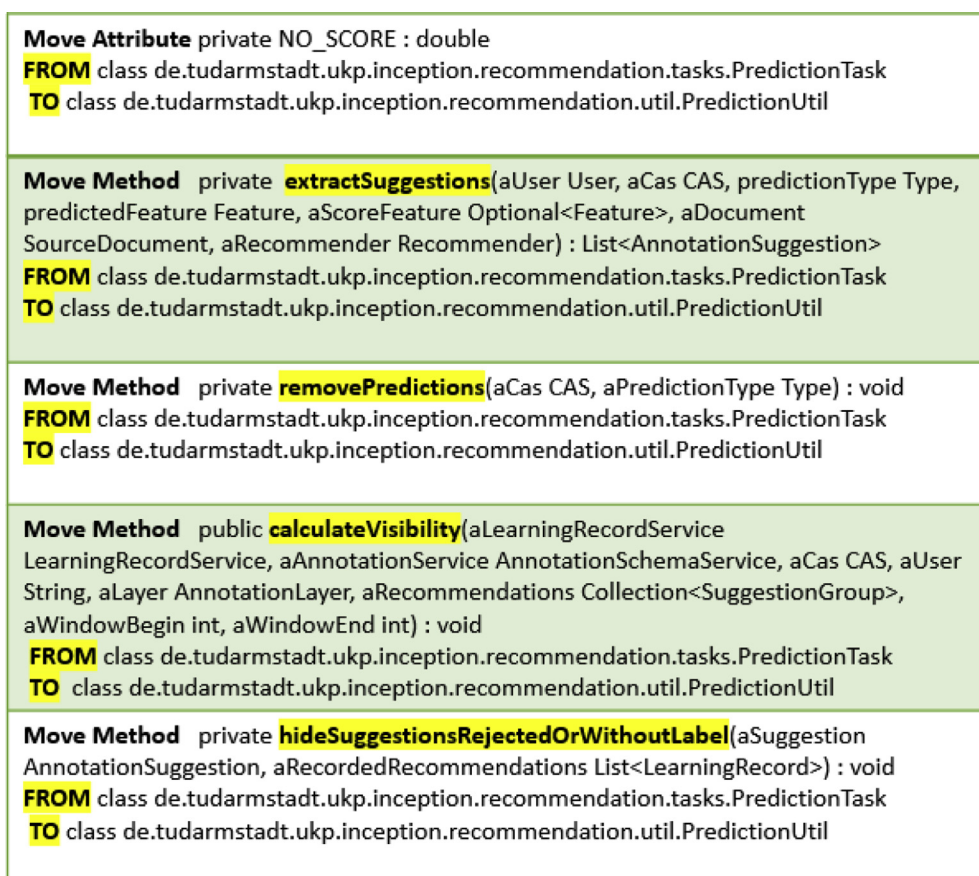 Move Attribute private NO_SCORE : double
FROM class de.tudarmstadt.ukp.inception.recommendation.tasks.PredictionTask
TO class de.tudarmstadt.ukp.inception.recommendation.util.PredictionUtil
Move Method private extractSuggestions(aUser User, aCas CAS, predictionType Type,
predictedFeature Feature, aScoreFeature Optional<Feature>, aDocument
SourceDocument, aRecommender Recommender) : List<AnnotationSuggestion>
FROM class de.tudarmstadt.ukp.inception.recommendation.tasks.PredictionTask
TO class de.tudarmstadt.ukp.inception.recommendation.util.PredictionUtil
Move Method private removePredictions(aCas CAS, aPredictionType Type) : void
FROM class de.tudarmstadt.ukp.inception.recommendation.tasks.PredictionTask
TO class de.tudarmstadt.ukp.inception.recommendation.util.PredictionUtil
Move Method public calculateVisibility(aLearningRecordService
LearningRecordService, aAnnotationService AnnotationSchemaService, aCas CAS, aUser
String, aLayer AnnotationLayer, aRecommendations Collection<SuggestionGroup>,
aWindowBegin int, aWindowEnd int) : void
FROM class de.tudarmstadt.ukp.inception.recommendation.tasks.PredictionTask
TO class de.tudarmstadt.ukp.inception.recommendation.util.PredictionUtil
Move Method private hideSuggestionsRejectedOrWithoutLabel(aSuggestion
AnnotationSuggestion, aRecordedRecommendations List<LearningRecord>) : void
FROM class de.tudarmstadt.ukp.inception.recommendation.tasks.PredictionTask
TO class de.tudarmstadt.ukp.inception.recommendation.util.PredictionUtil